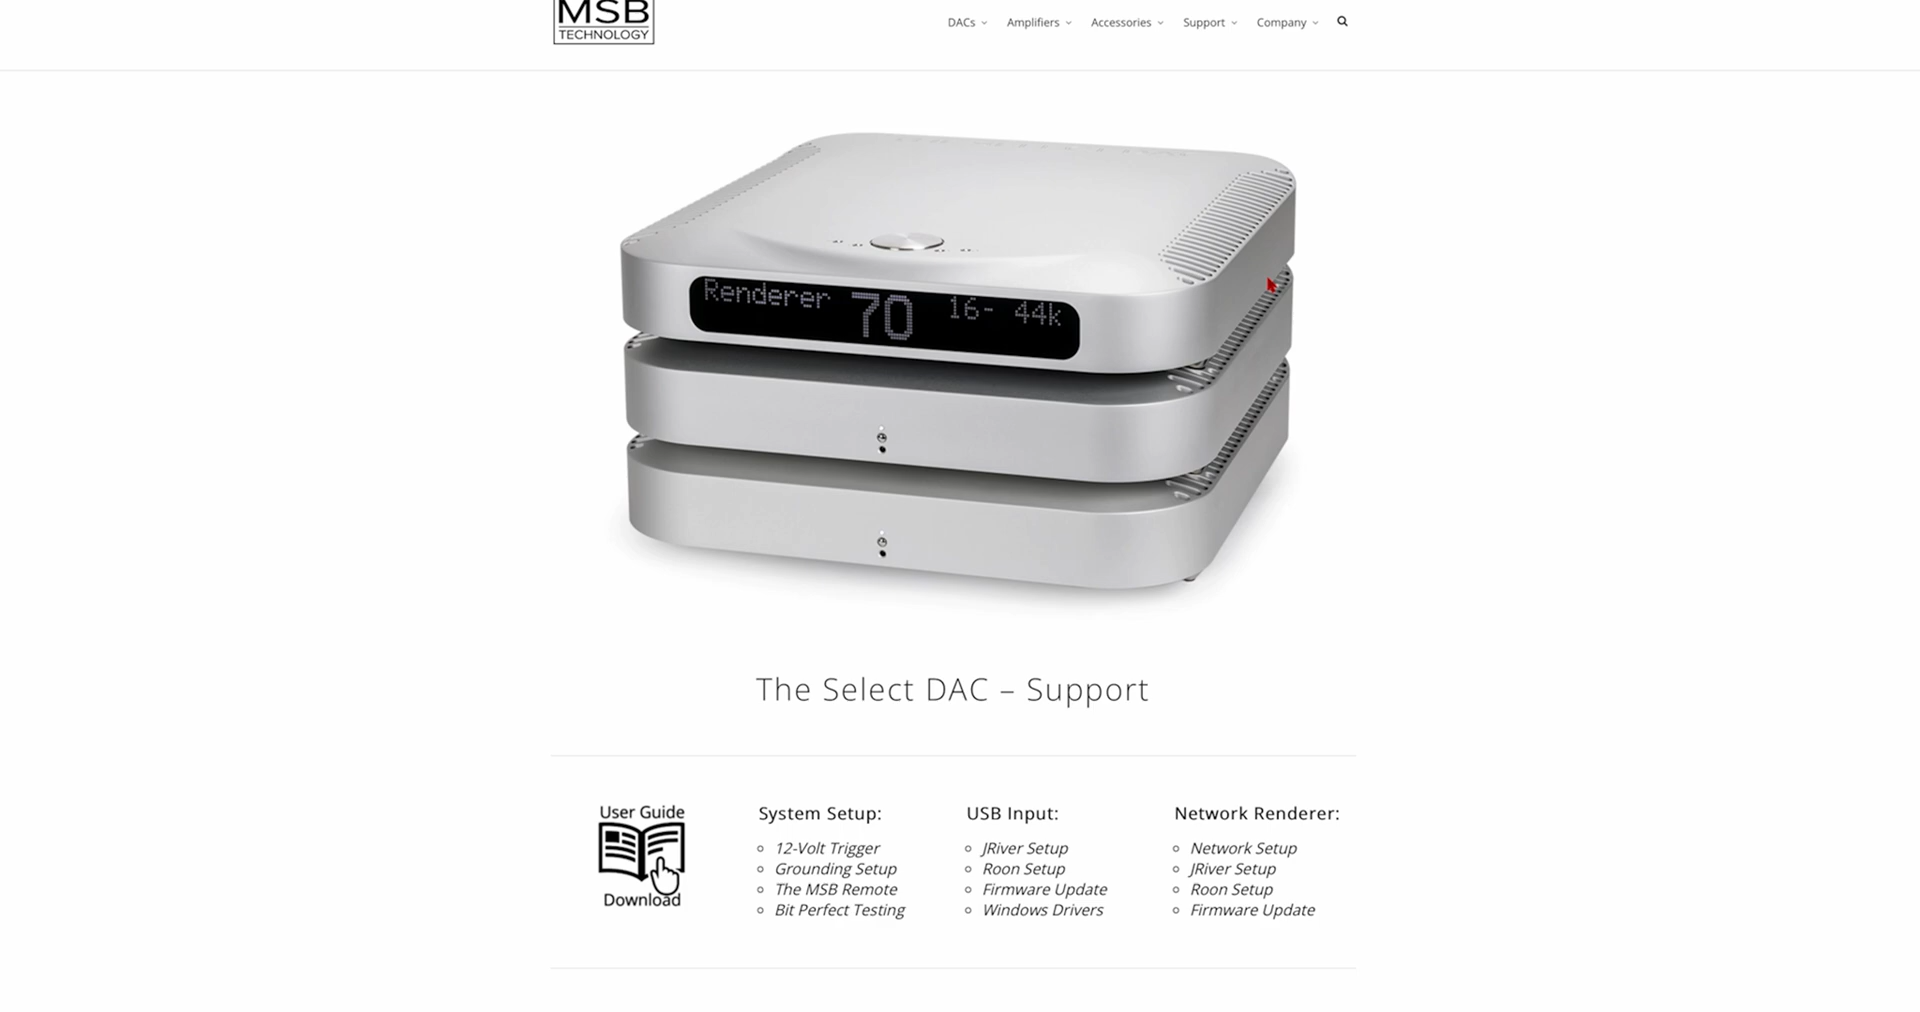 MSB
TECHNOLOGY
DACs
Amplifiers
Accessories
Support
Company
Renderer 70 16- 44k
The Select DAC – Support
User Guide
Download
System Setup:
12-Volt Trigger
Grounding Setup
The MSB Remote
Bit Perfect Testing
USB Input:
JRiver Setup
Roon Setup
Firmware Update
Windows Drivers
Network Renderer:
Network Setup
JRiver Setup
Roon Setup
Firmware Update